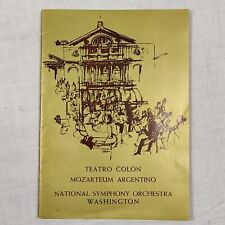 TEATRO COLON
MOZARTEUM ARGENTINO
NATIONAL SYMPHONY ORCHESTRA
WASHINGTON